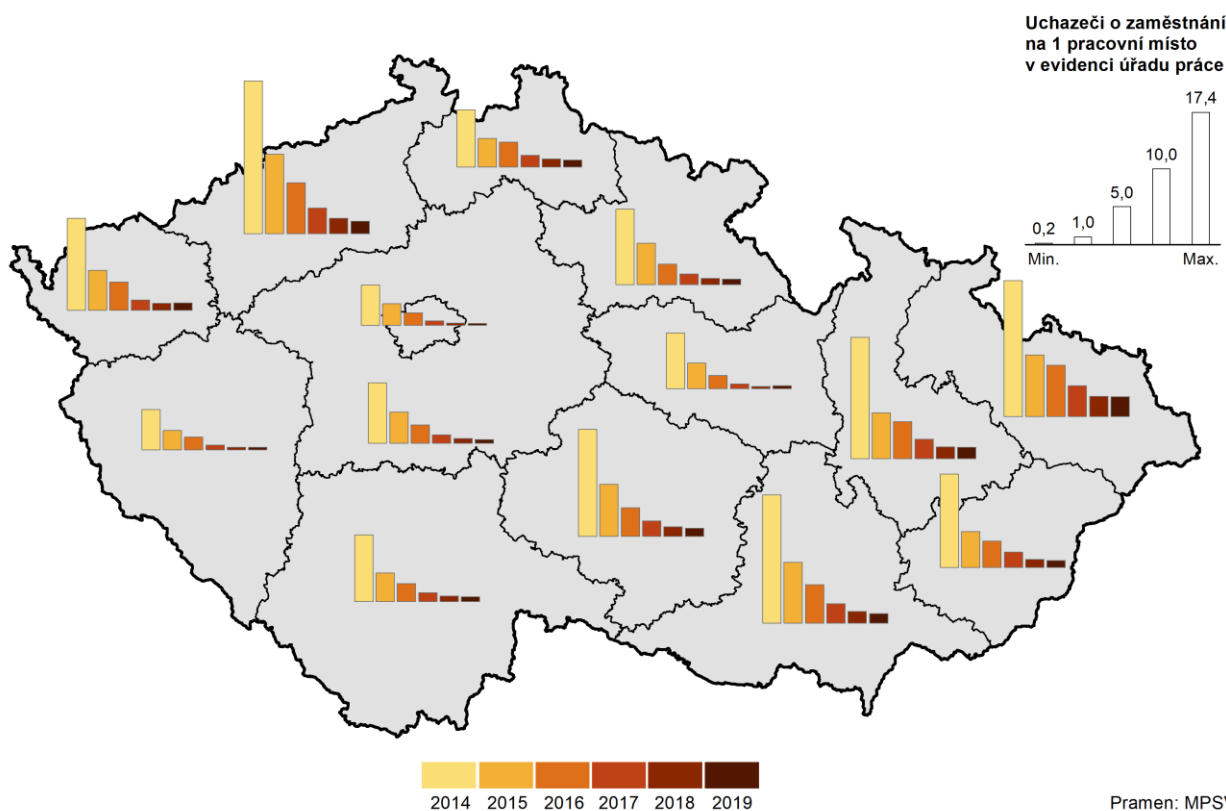 Uchazeči o zaměstnání
na 1 pracovní místo
v evidenci úřadu práce
17,4
10,0
5,0
1,0
0,2
Min.
Max.
2014 2015 2016 2017 2018 2019
Pramen: MPSV